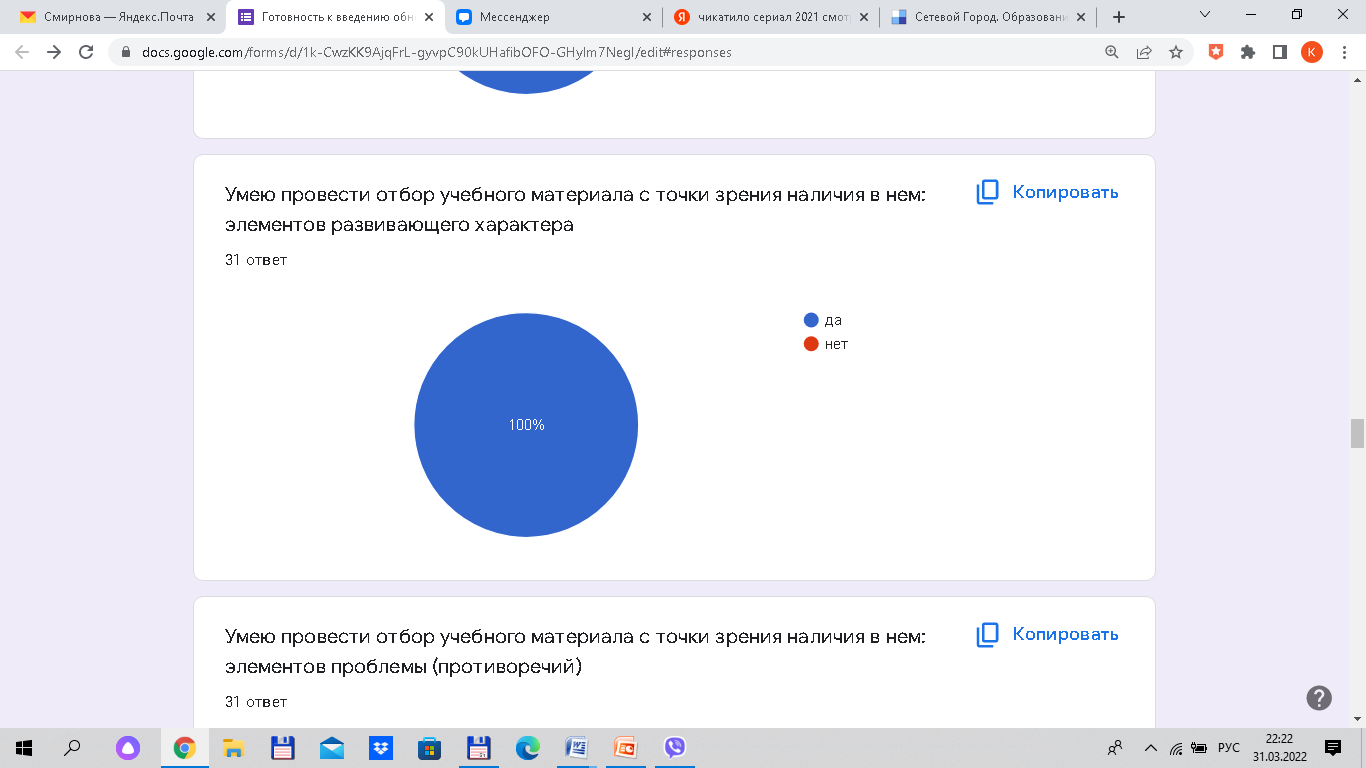 Смирнова — Яндекс.Почта
Готовность к введению обн
Мессенджер
чикатило сериал 2021 смот
Сетевой Город. Образовани
docs.google.com/forms/d/1k-CwzKK9AjqFrL-gyvpC90kUHafibOFO-GHylm7NegI/edit#responses
К
Умею провести отбор учебного материала с точки зрения наличия в нем:
элементов развивающего характера
Копировать
31 ответ
да
нет
100%
Умею провести отбор учебного материала с точки зрения наличия в нем:
элементов проблемы (противоречий)
Копировать
31 ответ
РУС
22:22
31.03.2022